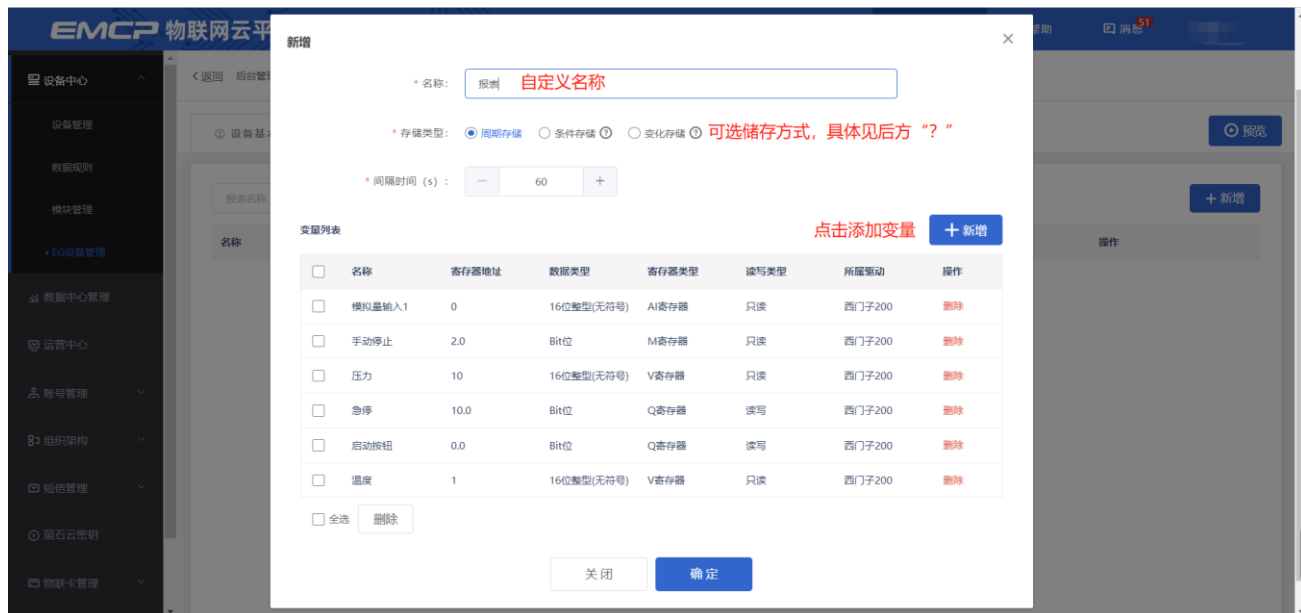 EMCP 物联网云平
帮助
消息 51
设备中心
设备管理
数据规则
模块管理
• EG设备管理
数据中心管理
运营中心
账号管理
组织架构
短信管理
萤石云密钥
物联卡管理
< 返回 后台管
① 设备基
报表名称
名称
操作
预览
+ 新增
新增
×
* 名称: 报表 自定义名称
* 存储类型: 周期存储 条件存储 ? 变化存储 ? 可选储存方式，具体见后方“？”
* 间隔时间 (s) : − 60 +
变量列表 点击添加变量 + 新增
名称 寄存器地址 数据类型 寄存器类型 读写类型 所属驱动 操作
模拟量输入1 0 16位整型(无符号) AI寄存器 只读 西门子200 删除
手动停止 2.0 Bit位 M寄存器 只读 西门子200 删除
压力 10 16位整型(无符号) V寄存器 只读 西门子200 删除
急停 10.0 Bit位 Q寄存器 读写 西门子200 删除
启动按钮 0.0 Bit位 Q寄存器 读写 西门子200 删除
温度 1 16位整型(无符号) V寄存器 只读 西门子200 删除
全选 删除
关闭 确定